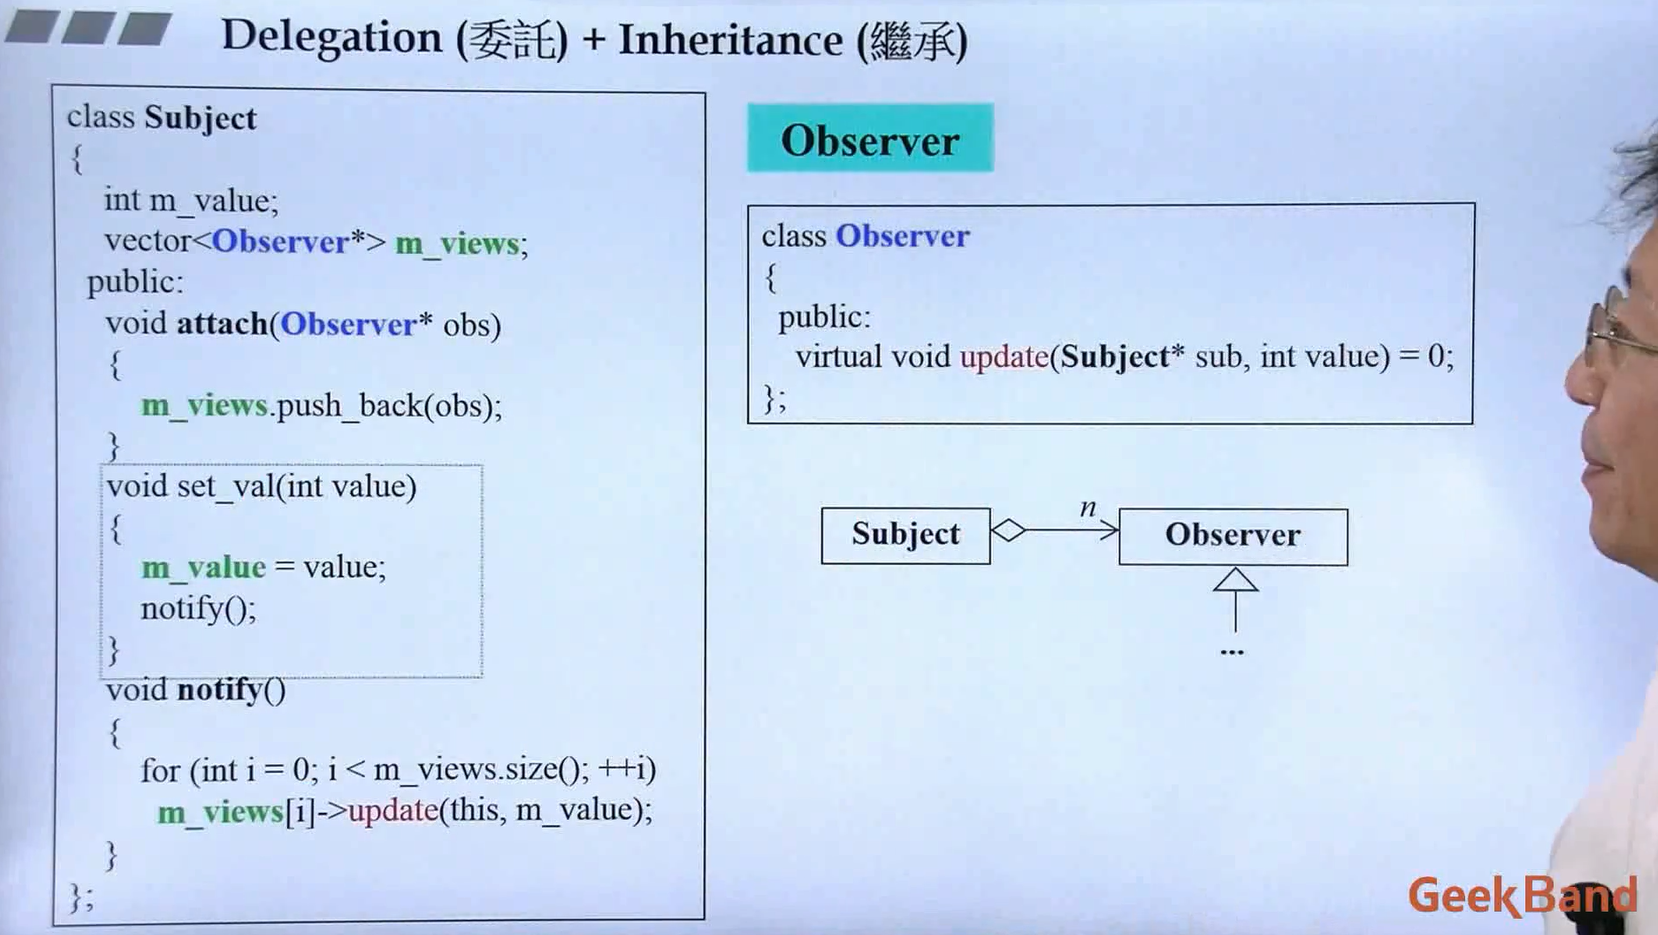 Delegation (委託) + Inheritance (繼承)
class Subject
{
int m_value;
vector<Observer*> m_views;
public:
void attach(Observer* obs)
{
m_views.push_back(obs);
}
void set_val(int value)
{
m_value = value;
notify();
}
void notify()
{
for (int i = 0; i < m_views.size(); ++i)
m_views[i]->update(this, m_value);
}
};
Observer
class Observer
{
public:
virtual void update(Subject* sub, int value) = 0;
};
Subject
n
Observer
...
GeekBand